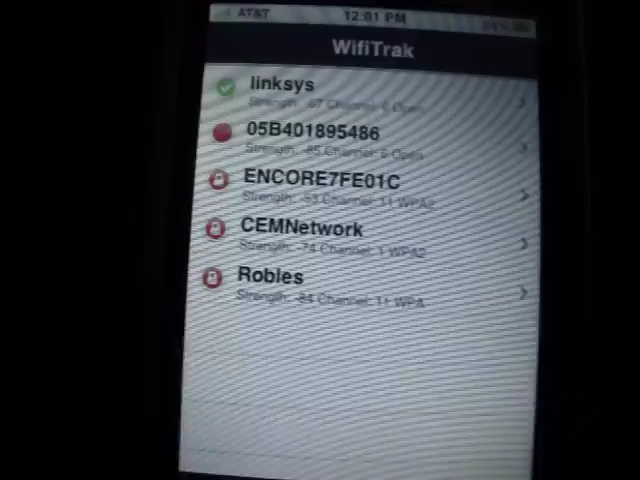 AT&T 12:01 PM
WifiTrak
linksys
Strength: -67 Channel: 6 Open
05B401895486
Strength: -85 Channel: 6 Open
ENCORE7FE01C
Strength: -53 Channel: 11 WPA2
CEMNetwork
Strength: -74 Channel: 1 WPA2
Robles
Strength: -84 Channel: 11 WPA